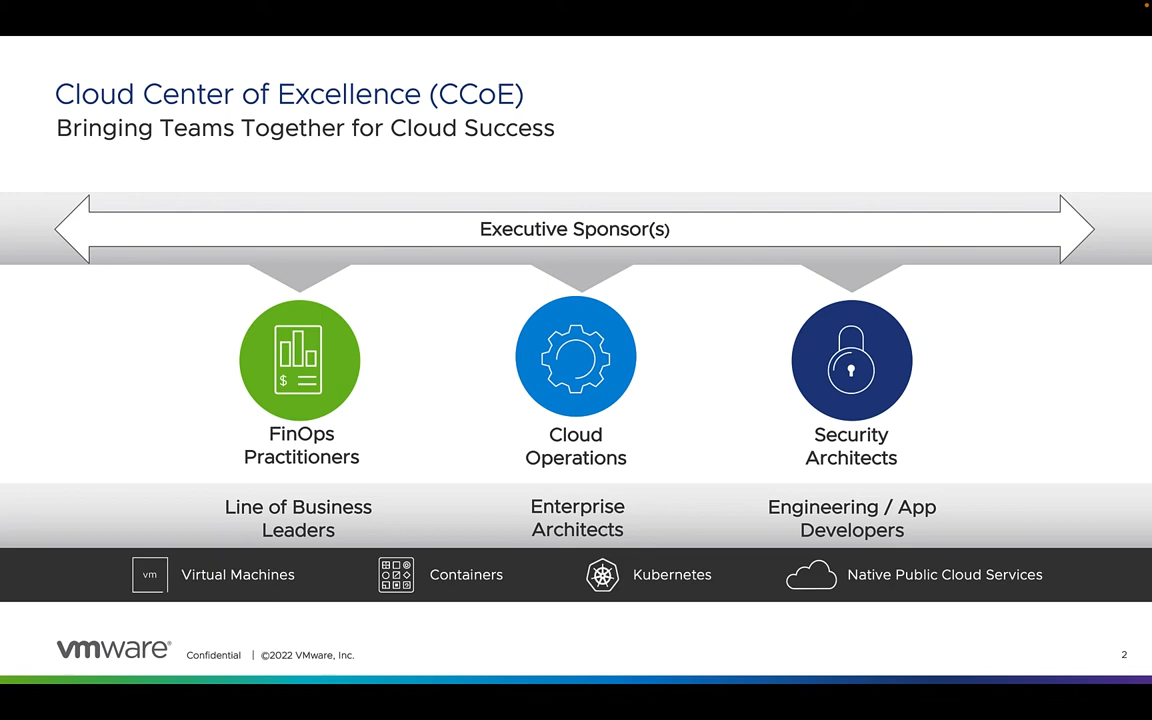 Cloud Center of Excellence (CCoE)
Bringing Teams Together for Cloud Success
Executive Sponsor(s)
$
FinOps
Practitioners
Cloud
Operations
Security
Architects
Line of Business
Leaders
Enterprise
Architects
Engineering / App
Developers
vm
Virtual Machines
Containers
Kubernetes
Native Public Cloud Services
vmware®
Confidential | ©2022 VMware, Inc.
2